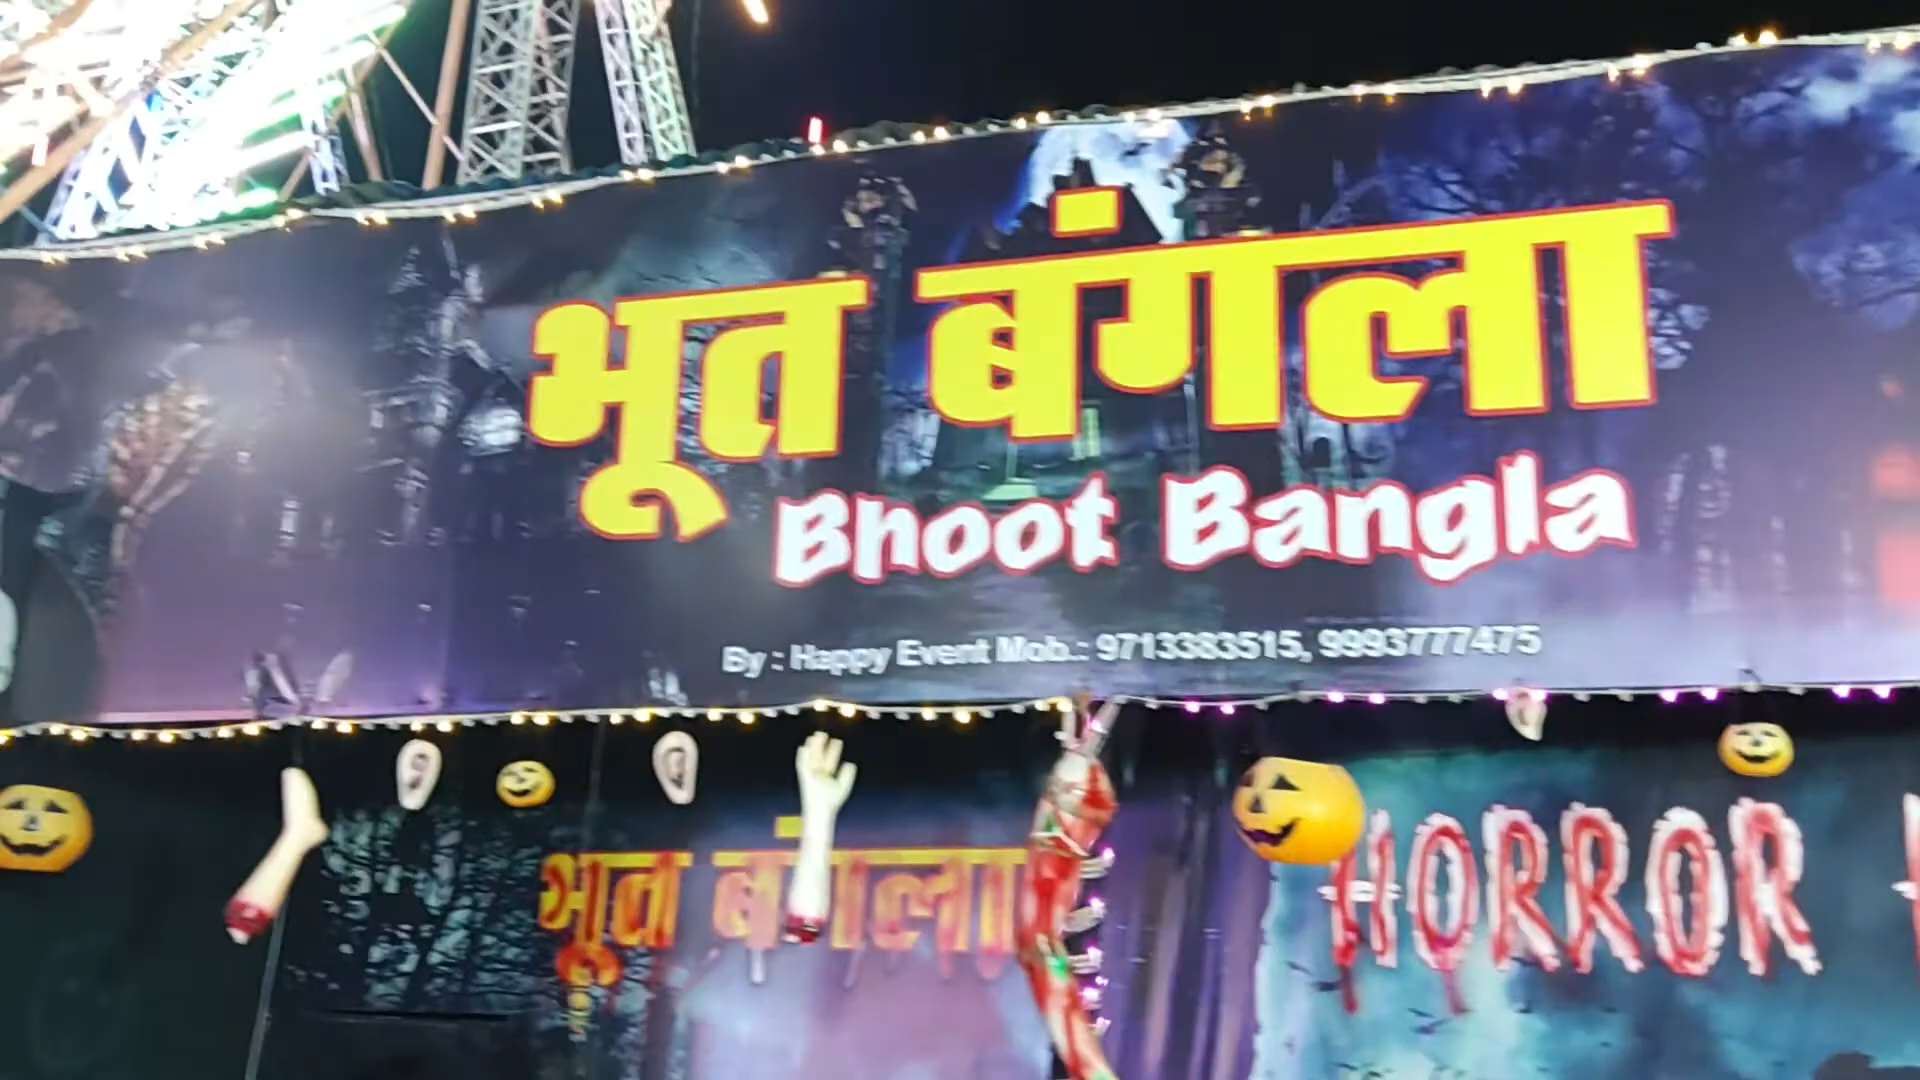 भूत बंगला
Bhoot Bangla
By : Happy Event Mob.: 9713383515, 9993777475
भूत बंगला
HORROR